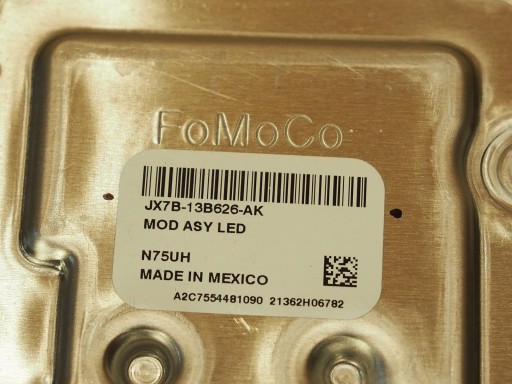 FoMoCo
JX7B-13B626-AK
MOD ASY LED
N75UH
MADE IN MEXICO
A2C7554481090 21362H06782